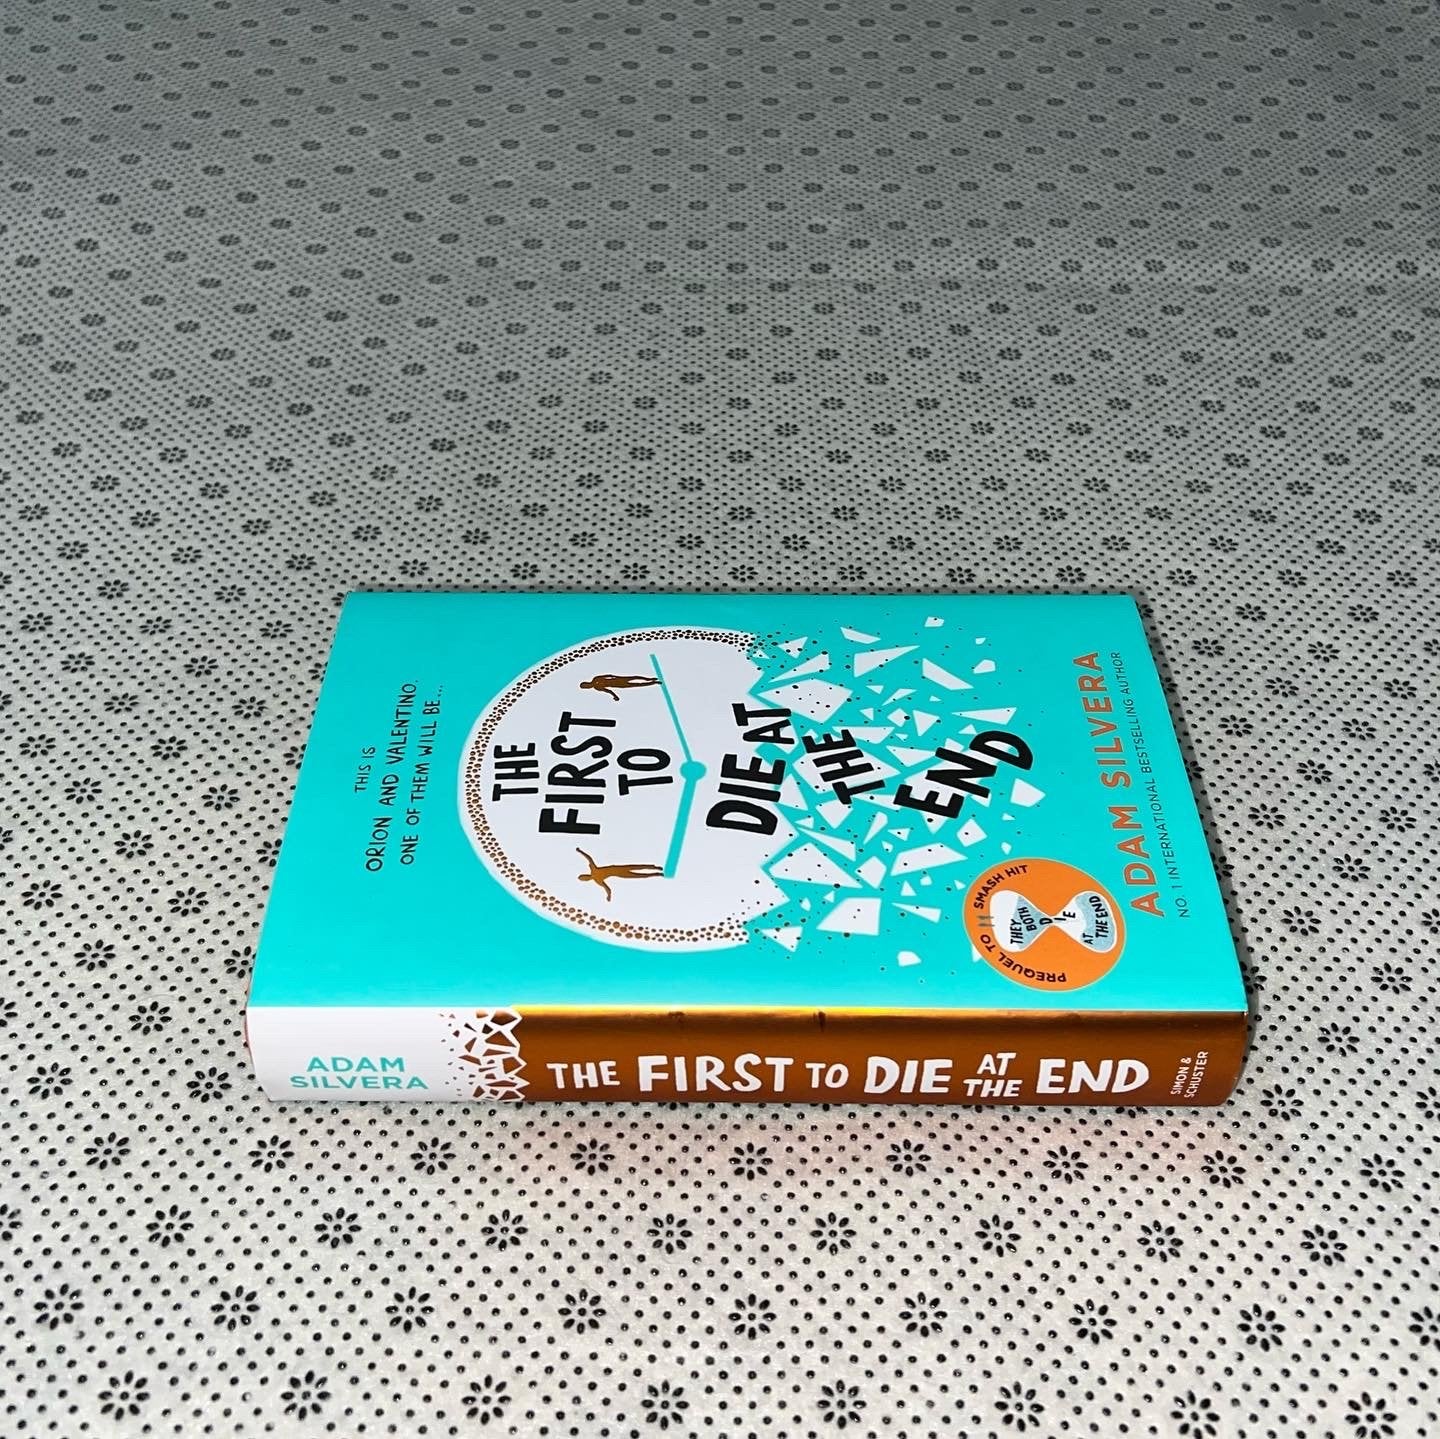 THIS IS
ORION AND VALENTINO.
ONE OF THEM WILL BE...
THE
FIRST
TO
DIE AT
THE
END
PREQUEL TO SMASH HIT
THEY
BOTH
DIE
AT
THE END
ADAM SILVERA
NO. 1 INTERNATIONAL BESTSELLING AUTHOR
ADAM
SILVERA
THE FIRST TO DIE AT THE END
SIMON &
SCHUSTER